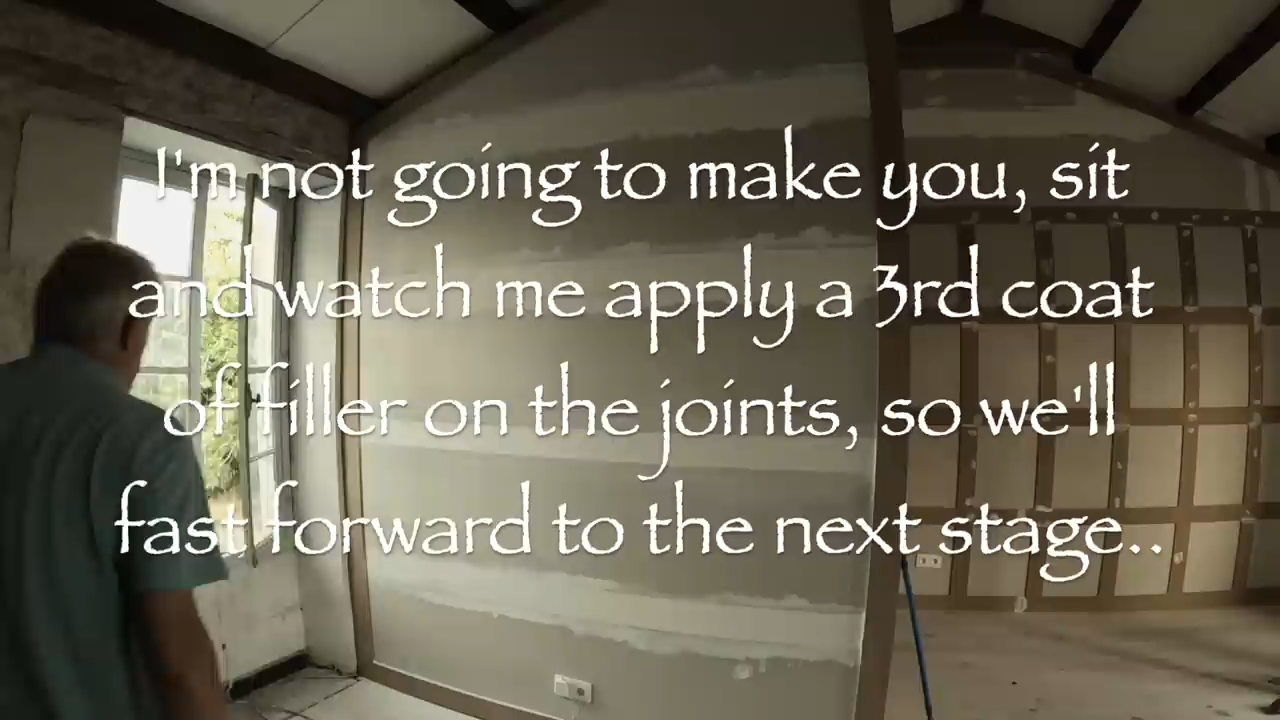 I'm not going to make you, sit
and watch me apply a 3rd coat
of filler on the joints, so we'll
fast forward to the next stage..